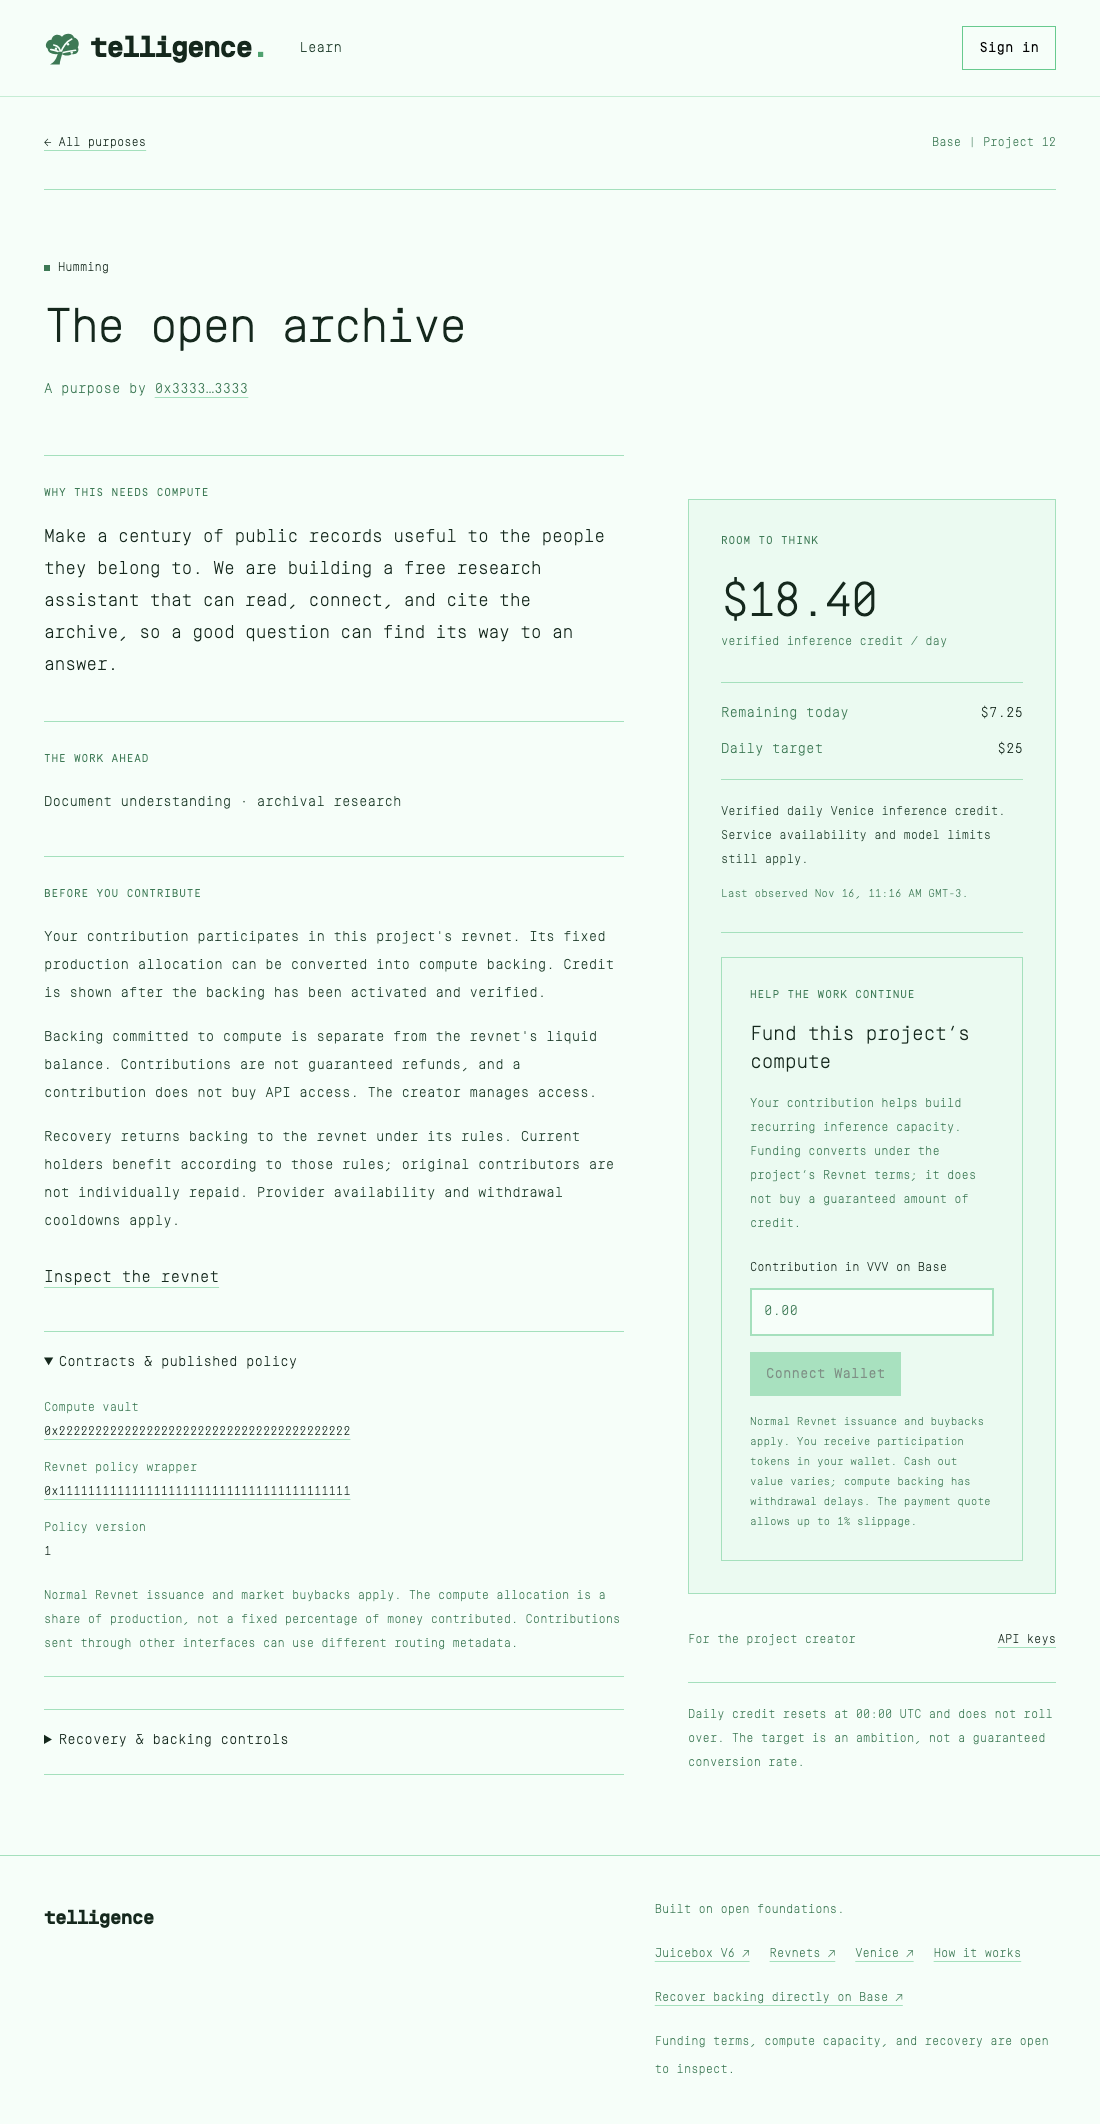 telligence.
Learn
Sign in
← All purposes
Base | Project 12
Humming
The open archive
A purpose by 0x3333…3333
WHY THIS NEEDS COMPUTE
Make a century of public records useful to the people
they belong to. We are building a free research
assistant that can read, connect, and cite the
archive, so a good question can find its way to an
answer.
THE WORK AHEAD
Document understanding · archival research
BEFORE YOU CONTRIBUTE
Your contribution participates in this project's revnet. Its fixed
production allocation can be converted into compute backing. Credit
is shown after the backing has been activated and verified.
Backing committed to compute is separate from the revnet's liquid
balance. Contributions are not guaranteed refunds, and a
contribution does not buy API access. The creator manages access.
Recovery returns backing to the revnet under its rules. Current
holders benefit according to those rules; original contributors are
not individually repaid. Provider availability and withdrawal
cooldowns apply.
Inspect the revnet
▼ Contracts & published policy
Compute vault
0x2222222222222222222222222222222222222222
Revnet policy wrapper
0x1111111111111111111111111111111111111111
Policy version
1
Normal Revnet issuance and market buybacks apply. The compute allocation is a
share of production, not a fixed percentage of money contributed. Contributions
sent through other interfaces can use different routing metadata.
▶ Recovery & backing controls
ROOM TO THINK
$18.40
verified inference credit / day
Remaining today $7.25
Daily target $25
Verified daily Venice inference credit.
Service availability and model limits
still apply.
Last observed Nov 16, 11:16 AM GMT-3.
HELP THE WORK CONTINUE
Fund this project’s
compute
Your contribution helps build
recurring inference capacity.
Funding converts under the
project’s Revnet terms; it does
not buy a guaranteed amount of
credit.
Contribution in VVV on Base
0.00
Connect Wallet
Normal Revnet issuance and buybacks
apply. You receive participation
tokens in your wallet. Cash out
value varies; compute backing has
withdrawal delays. The payment quote
allows up to 1% slippage.
For the project creator API keys
Daily credit resets at 00:00 UTC and does not roll
over. The target is an ambition, not a guaranteed
conversion rate.
telligence
Built on open foundations.
Juicebox V6 ↗ Revnets ↗ Venice ↗ How it works
Recover backing directly on Base ↗
Funding terms, compute capacity, and recovery are open
to inspect.